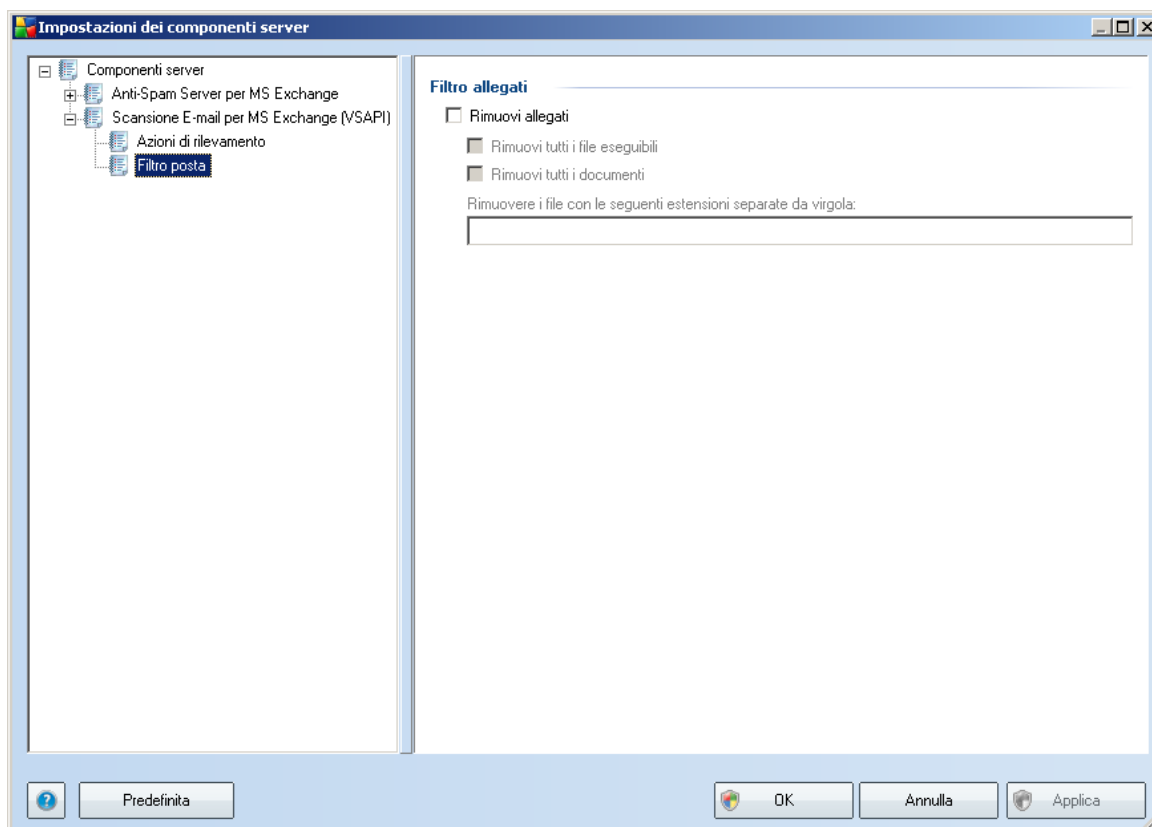 Impostazioni dei componenti server
Componenti server
Anti-Spam Server per MS Exchange
Scansione E-mail per MS Exchange (VSAPI)
Azioni di rilevamento
Filtro posta
Filtro allegati
Rimuovi allegati
Rimuovi tutti i file eseguibili
Rimuovi tutti i documenti
Rimuovere i file con le seguenti estensioni separate da virgola:
Predefinita
OK
Annulla
Applica